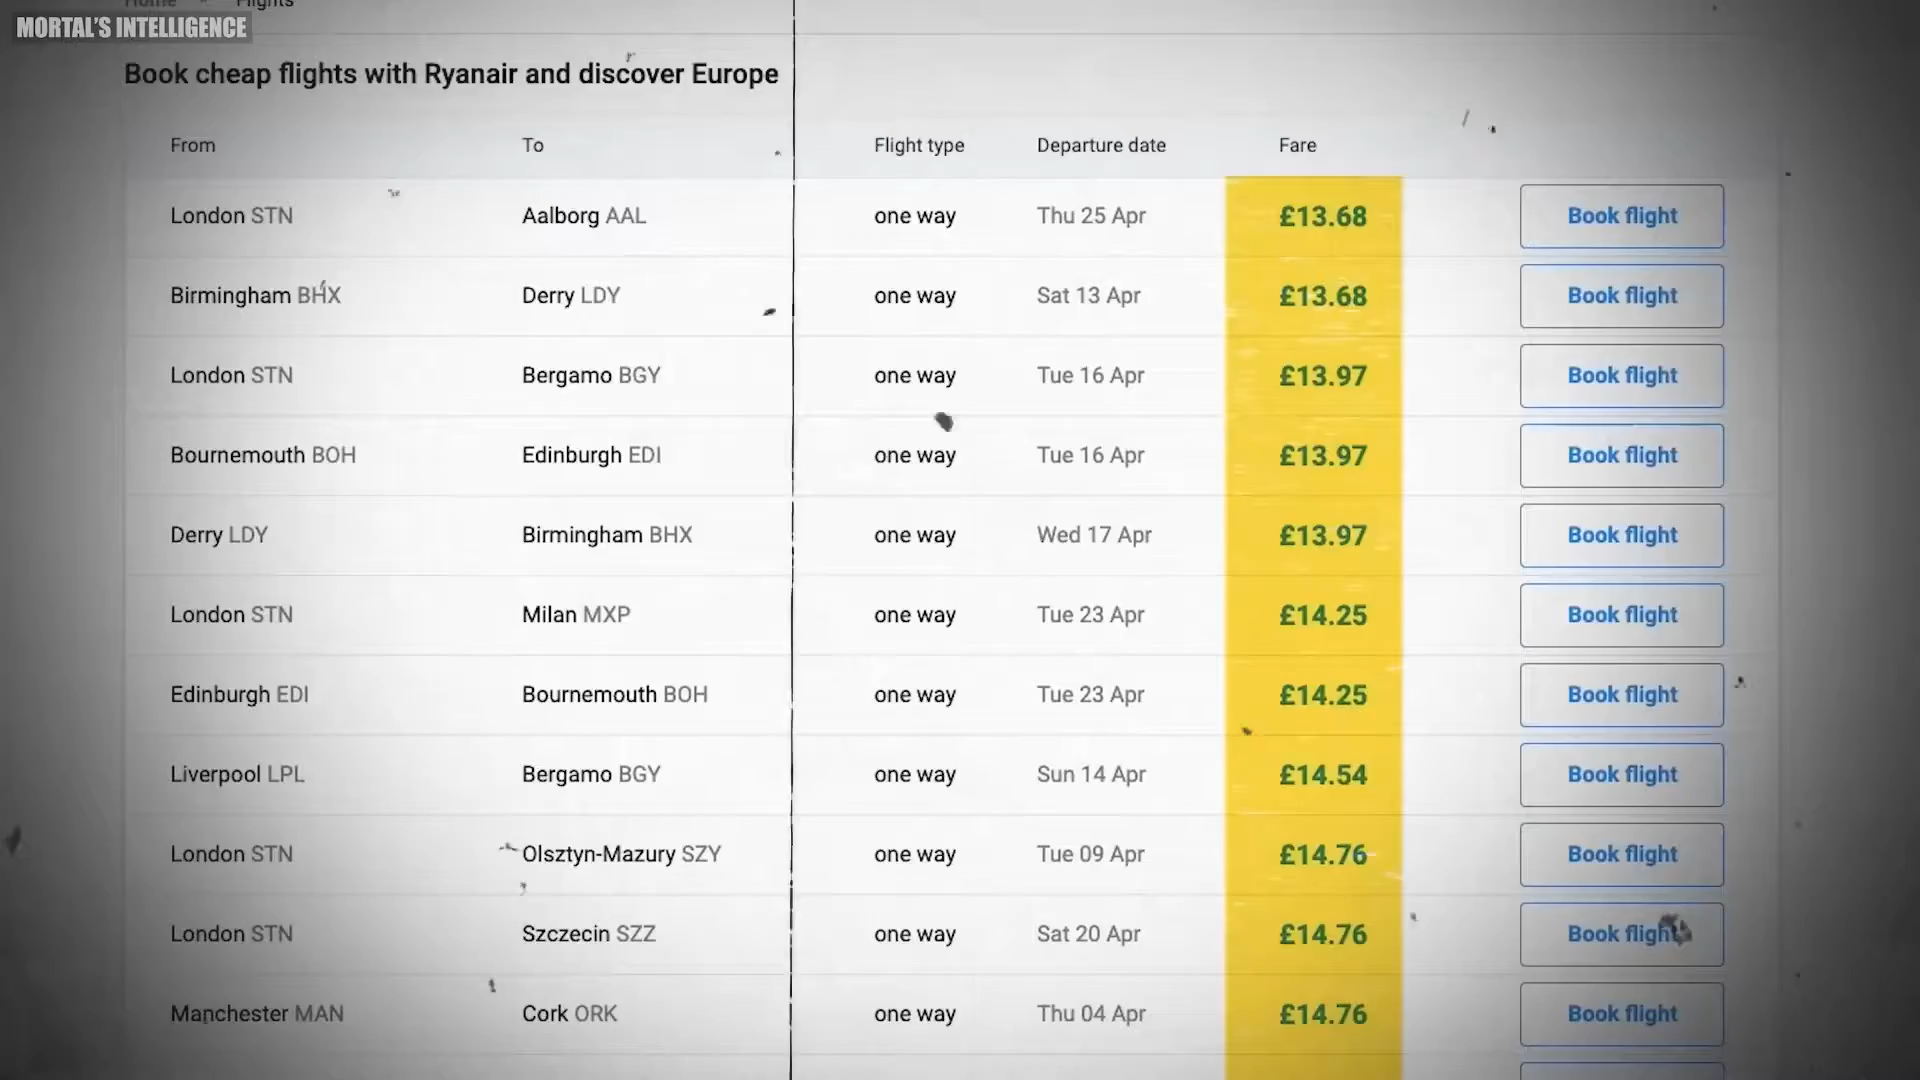 Home Flights
MORTAL'S INTELLIGENCE
Book cheap flights with Ryanair and discover Europe
From To Flight type Departure date Fare
London STN Aalborg AAL one way Thu 25 Apr £13.68 Book flight
Birmingham BHX Derry LDY one way Sat 13 Apr £13.68 Book flight
London STN Bergamo BGY one way Tue 16 Apr £13.97 Book flight
Bournemouth BOH Edinburgh EDI one way Tue 16 Apr £13.97 Book flight
Derry LDY Birmingham BHX one way Wed 17 Apr £13.97 Book flight
London STN Milan MXP one way Tue 23 Apr £14.25 Book flight
Edinburgh EDI Bournemouth BOH one way Tue 23 Apr £14.25 Book flight
Liverpool LPL Bergamo BGY one way Sun 14 Apr £14.54 Book flight
London STN Olsztyn-Mazury SZY one way Tue 09 Apr £14.76 Book flight
London STN Szczecin SZZ one way Sat 20 Apr £14.76 Book flight
Manchester MAN Cork ORK one way Thu 04 Apr £14.76 Book flight